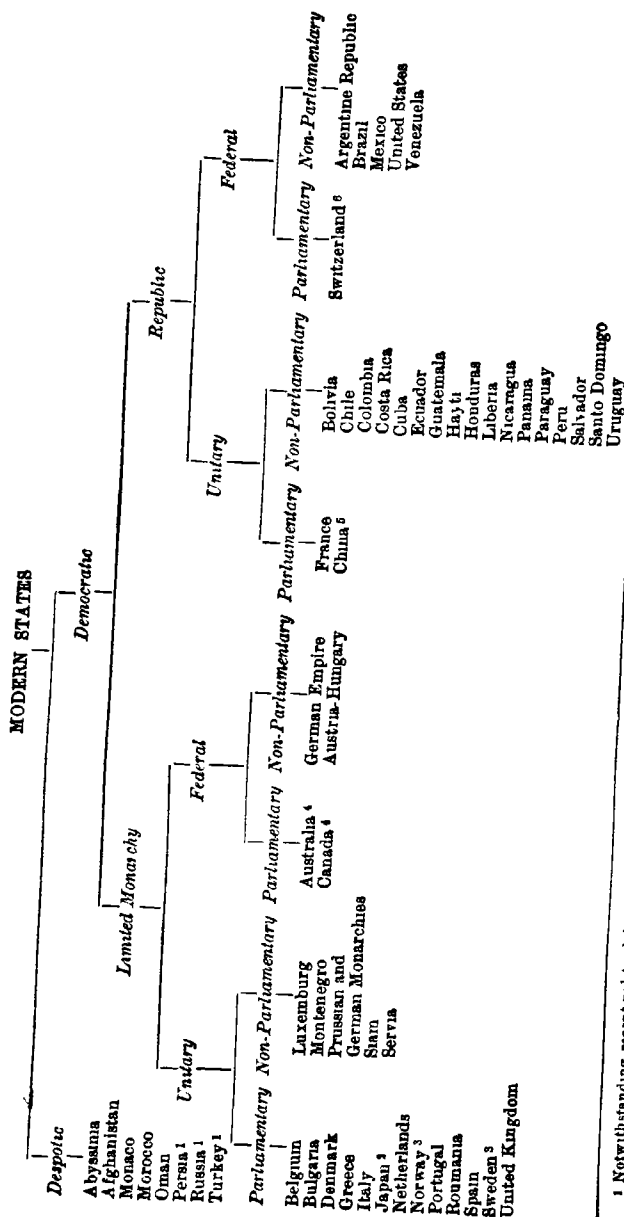 MODERN STATES
Despotic
Democratic
Abyssinia
Afghanistan
Monaco
Morocco
Oman
Persia 1
Russia 1
Turkey 1
Limited Monarchy
Republic
Unitary
Federal
Unitary
Federal
Parliamentary Non-Parliamentary Parliamentary Non-Parliamentary Parliamentary Non-Parliamentary Parliamentary Non-Parliamentary
Belgium
Bulgaria
Denmark
Greece
Italy
Japan 2
Netherlands
Norway 3
Portugal
Roumania
Spain
Sweden 3
United Kingdom
Luxemburg
Montenegro
Prussian and
German Monarchies
Siam
Servia
Australia 4
Canada 4
German Empire
Austria-Hungary
France
China 5
Bolivia
Chile
Colombia
Costa Rica
Cuba
Ecuador
Guatemala
Hayti
Honduras
Liberia
Nicaragua
Panama
Paraguay
Peru
Salvador
Santo Domingo
Uruguay
Switzerland 6
Argentine Republic
Brazil
Mexico
United States
Venezuela
1 Notwithstanding